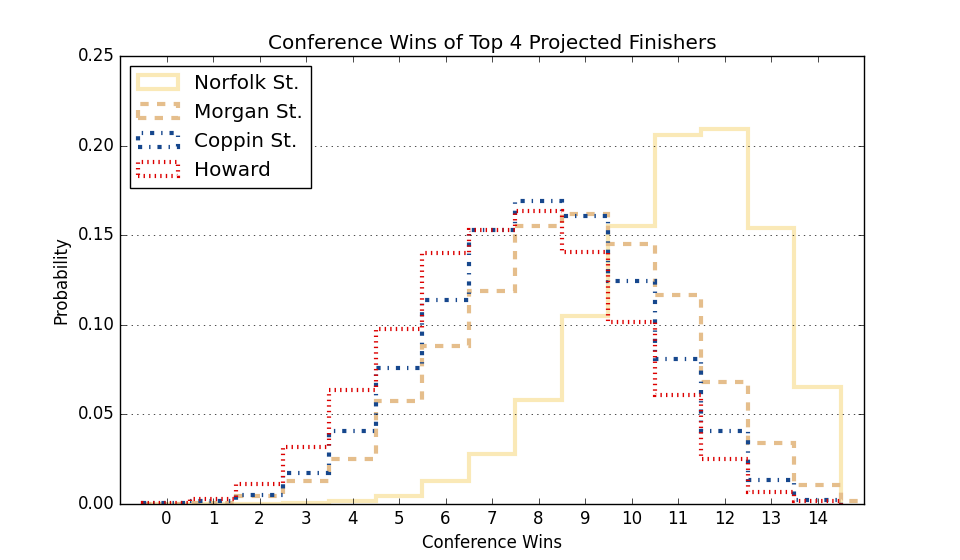 Conference Wins of Top 4 Projected Finishers
0.25
0.20
0.15
0.10
0.05
0.00
Probability
Norfolk St.
Morgan St.
Coppin St.
Howard
0 1 2 3 4 5 6 7 8 9 10 11 12 13 14
Conference Wins